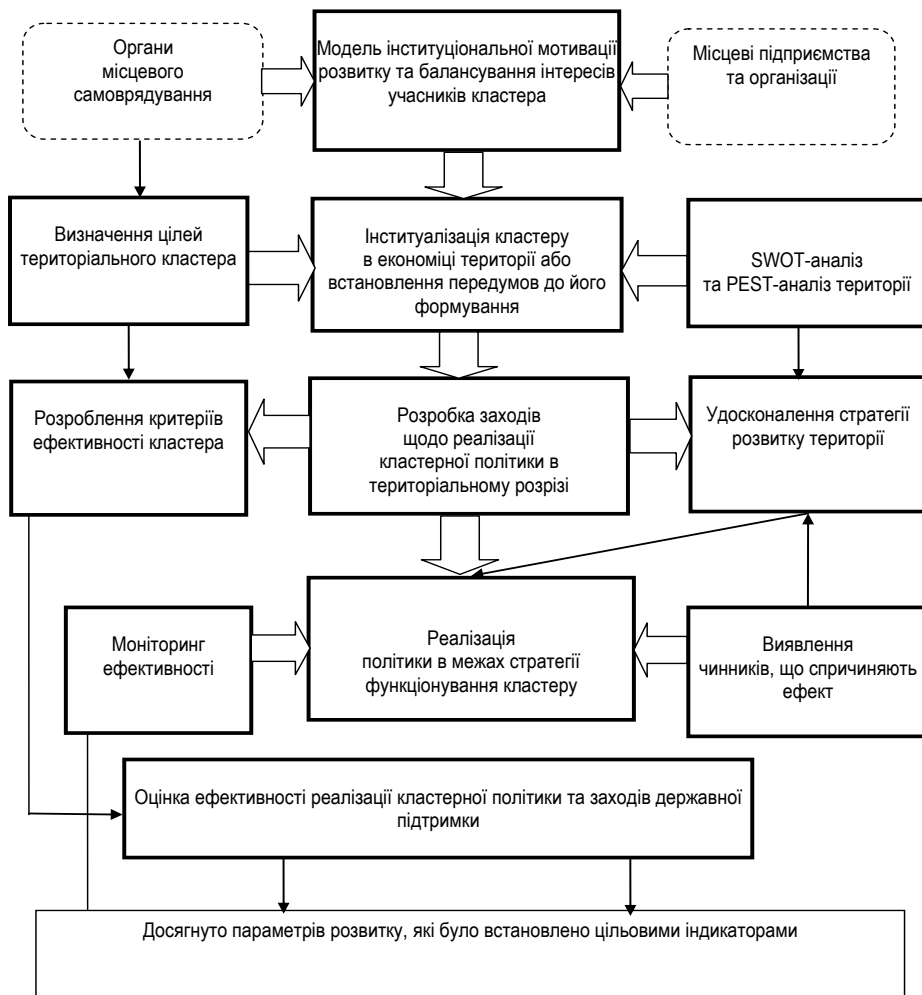 Органи
місцевого
самоврядування
Модель інституціональної мотивації
розвитку та балансування інтересів
учасників кластера
Місцеві підприємства
та організації
Визначення цілей
територіального кластера
Інституалізація кластеру
в економіці території або
встановлення передумов до його
формування
SWOT-аналіз
та PEST-аналіз території
Розроблення критеріїв
ефективності кластера
Розробка заходів
щодо реалізації
кластерної політики в
територіальному розрізі
Удосконалення стратегії
розвитку території
Моніторинг
ефективності
Реалізація
політики в межах стратегії
функціонування кластеру
Виявлення
чинників, що спричиняють
ефект
Оцінка ефективності реалізації кластерної політики та заходів державної
підтримки
Досягнуто параметрів розвитку, які було встановлено цільовими індикаторами